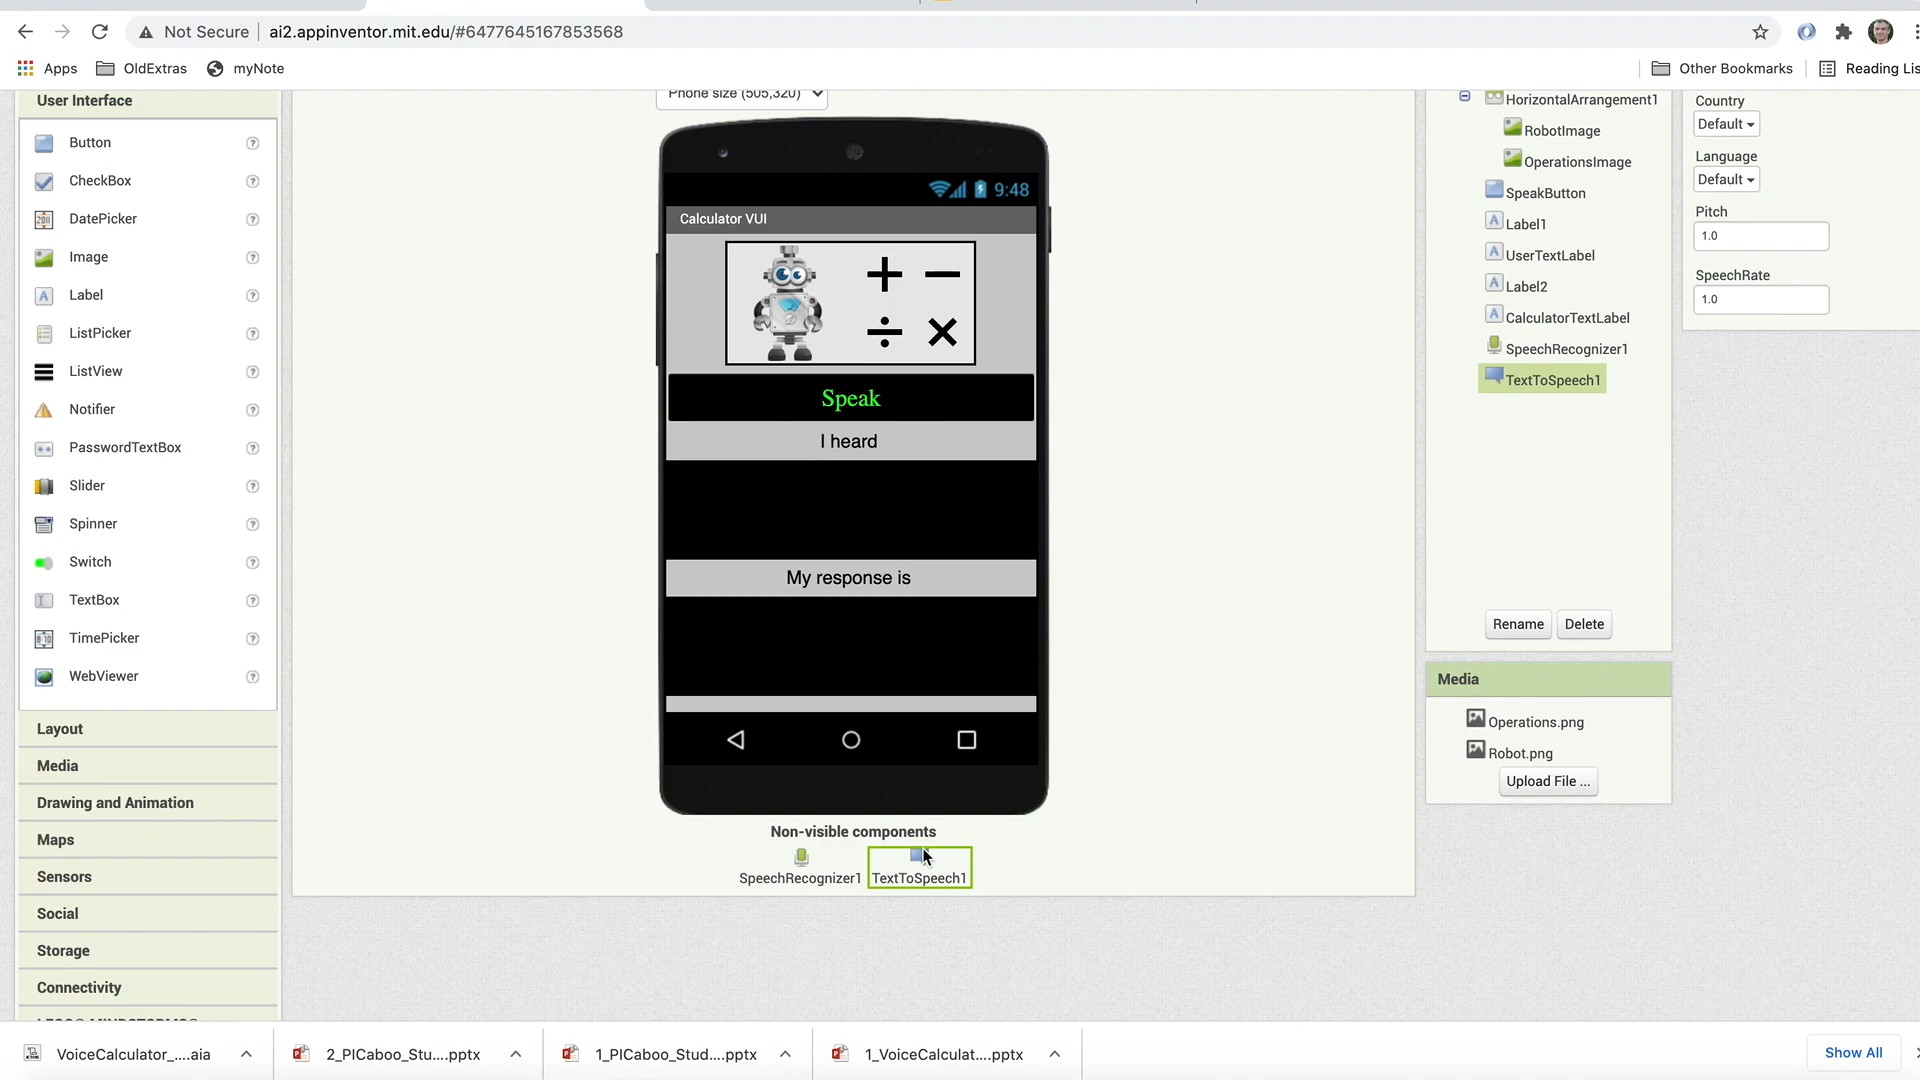 Not Secure
ai2.appinventor.mit.edu/#6477645167853568
Apps
OldExtras
myNote
Other Bookmarks
Reading Lis
User Interface
Button
CheckBox
DatePicker
Image
Label
ListPicker
ListView
Notifier
PasswordTextBox
Slider
Spinner
Switch
TextBox
TimePicker
WebViewer
Layout
Media
Drawing and Animation
Maps
Sensors
Social
Storage
Connectivity
Phone size (505,320)
9:48
Calculator VUI
Speak
I heard
My response is
Non-visible components
SpeechRecognizer1
TextToSpeech1
HorizontalArrangement1
RobotImage
OperationsImage
SpeakButton
Label1
UserTextLabel
Label2
CalculatorTextLabel
SpeechRecognizer1
TextToSpeech1
Rename
Delete
Media
Operations.png
Robot.png
Upload File ...
Country
Default
Language
Default
Pitch
1.0
SpeechRate
1.0
VoiceCalculator_....aia
2_PICaboo_Stu....pptx
1_PICaboo_Stud....pptx
1_VoiceCalculat....pptx
Show All